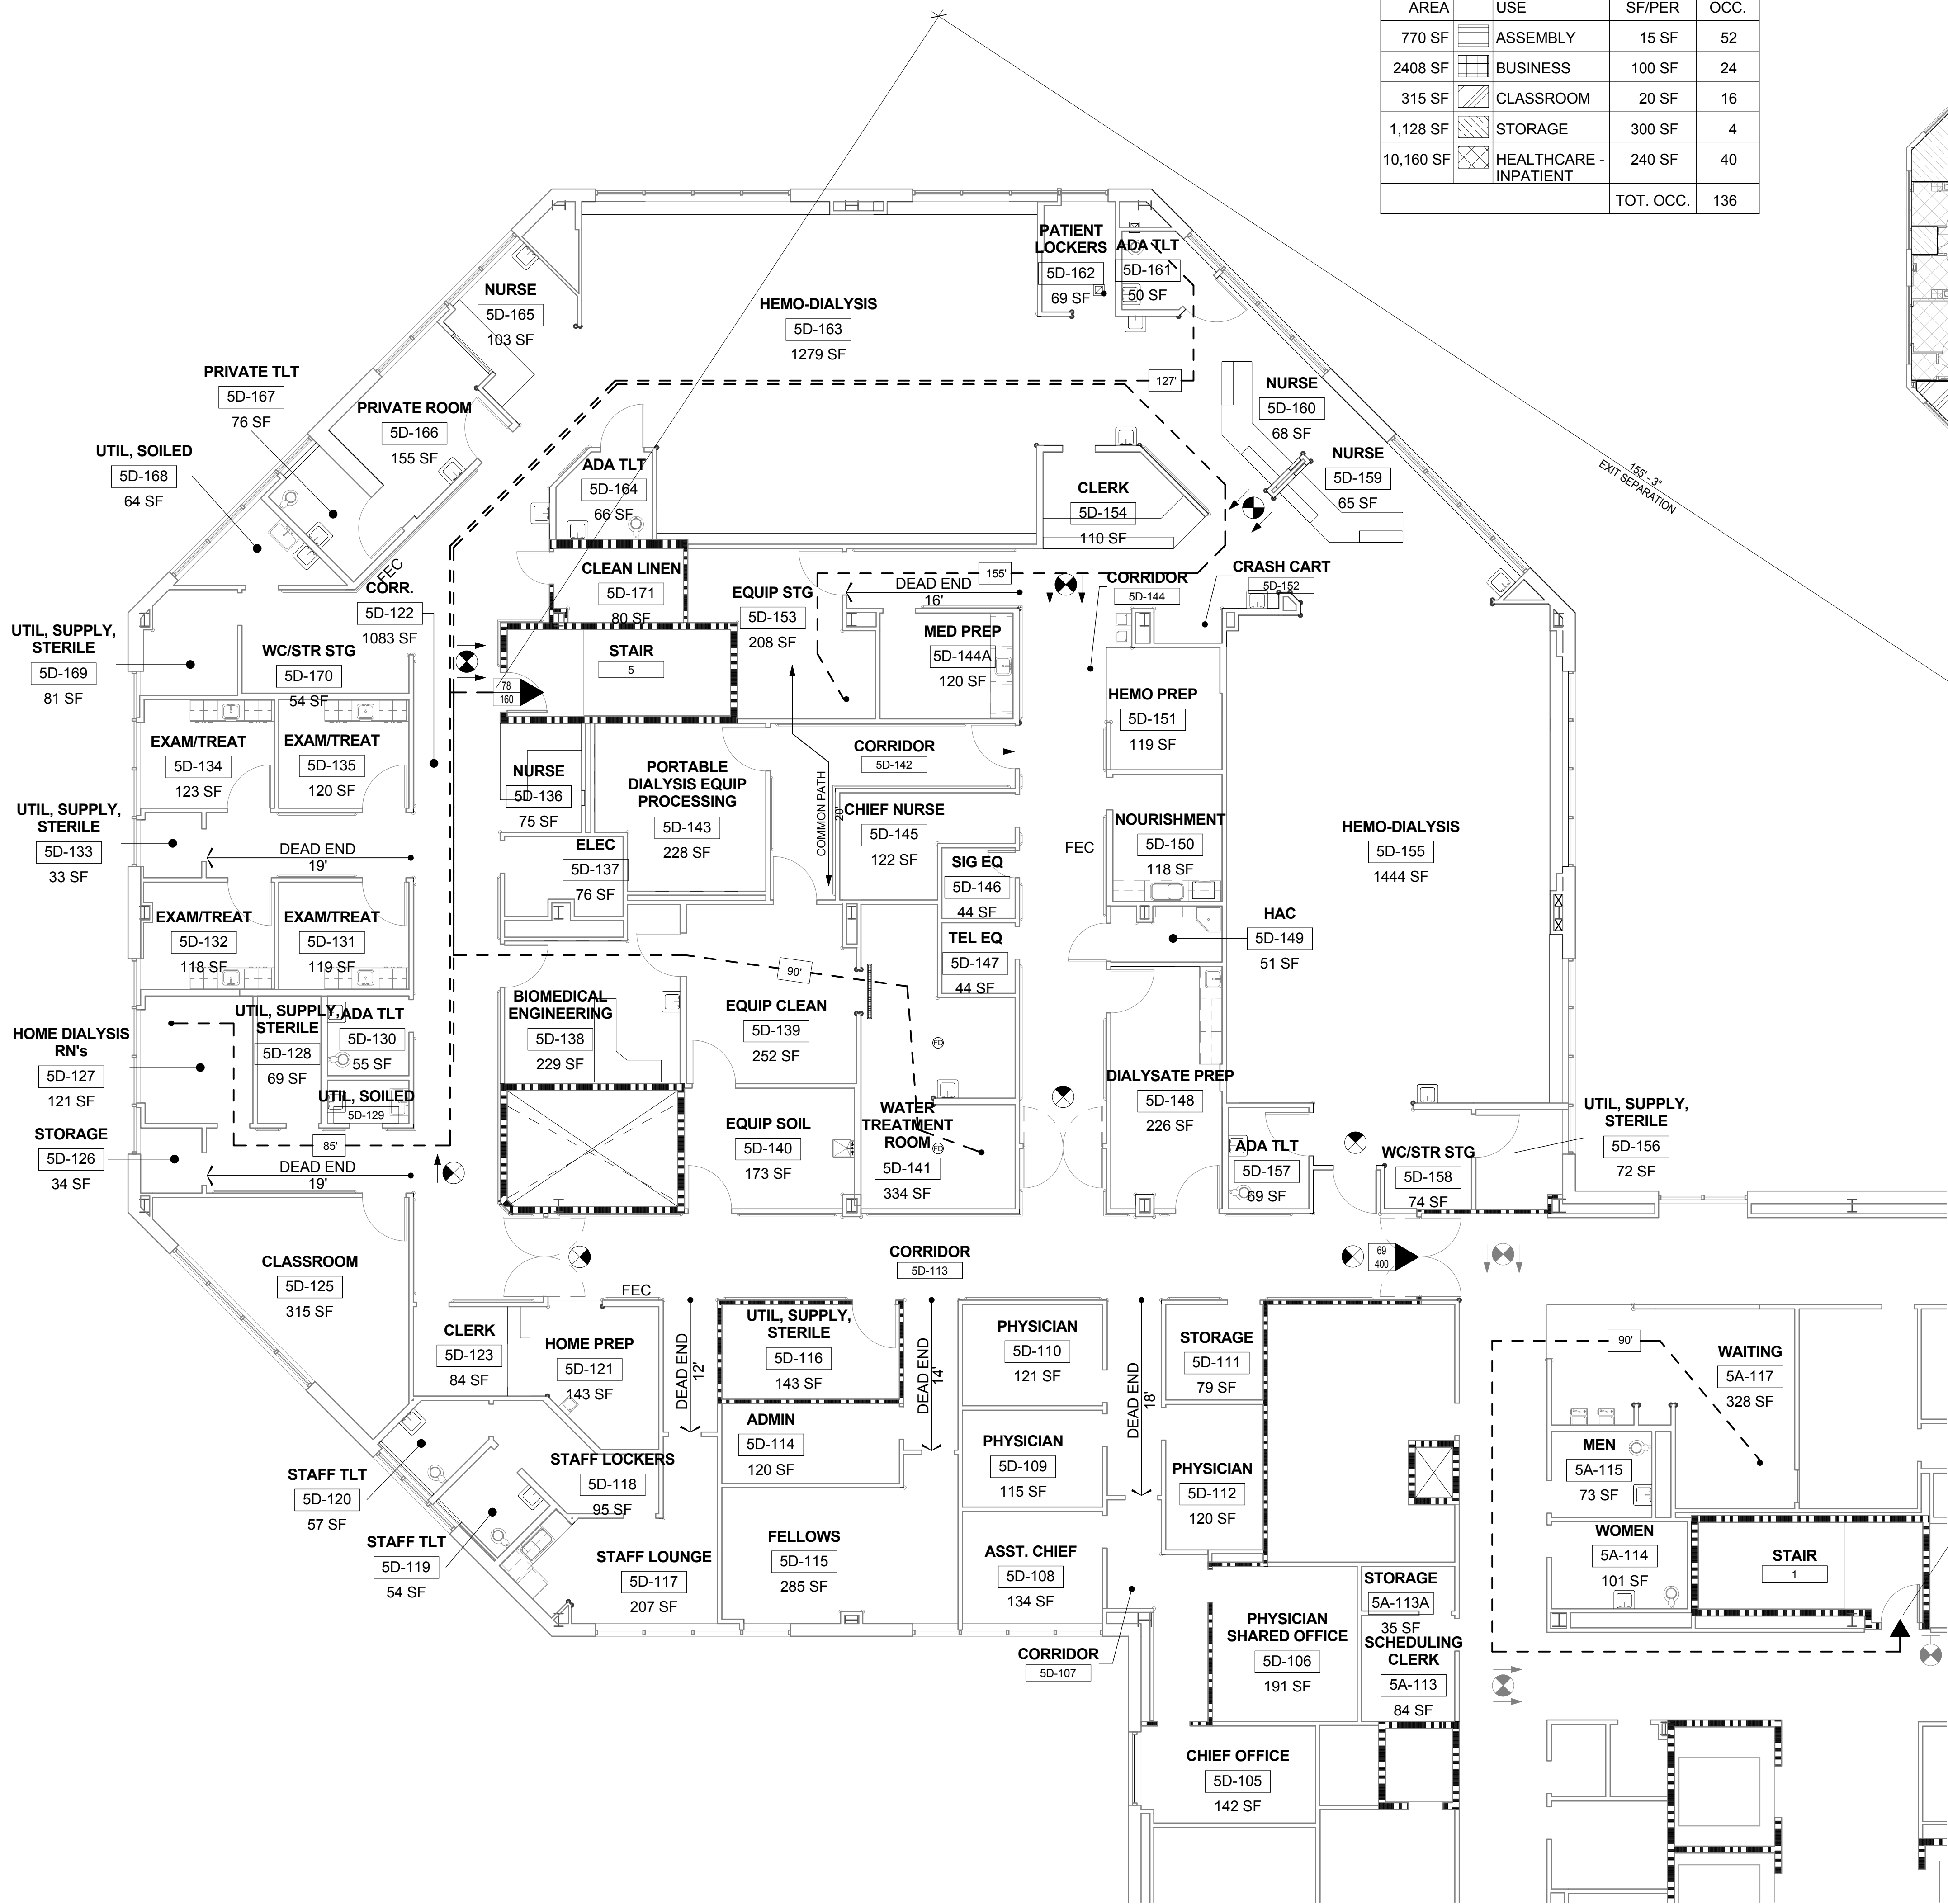 AREA USE SF/PER OCC.
770 SF ASSEMBLY 15 SF 52
2408 SF BUSINESS 100 SF 24
315 SF CLASSROOM 20 SF 16
1,128 SF STORAGE 300 SF 4
10,160 SF HEALTHCARE - 240 SF 40
INPATIENT
TOT. OCC. 136
PATIENT
LOCKERS
5D-162
69 SF
ADA TLT
5D-161
50 SF
NURSE
5D-165
103 SF
HEMO-DIALYSIS
5D-163
1279 SF
PRIVATE TLT
5D-167
76 SF
PRIVATE ROOM
5D-166
155 SF
127'
NURSE
5D-160
68 SF
UTIL, SOILED
5D-168
64 SF
ADA TLT
5D-164
66 SF
CLERK
5D-154
110 SF
NURSE
5D-159
65 SF
155' - 3"
EXIT SEPARATION
FEC
CORR.
5D-122
1083 SF
CLEAN LINEN
5D-171
80 SF
EQUIP STG
5D-153
208 SF
155'
DEAD END
16'
CORRIDOR
5D-144
CRASH CART
5D-152
UTIL, SUPPLY,
STERILE
5D-169
81 SF
WC/STR STG
5D-170
54 SF
STAIR
5
MED PREP
5D-144A
120 SF
78
160
HEMO PREP
5D-151
119 SF
EXAM/TREAT
5D-134
123 SF
EXAM/TREAT
5D-135
120 SF
NURSE
5D-136
75 SF
PORTABLE
DIALYSIS EQUIP
PROCESSING
5D-143
228 SF
CORRIDOR
5D-142
COMMON PATH
20'
CHIEF NURSE
5D-145
122 SF
UTIL, SUPPLY,
STERILE
5D-133
33 SF
DEAD END
19'
ELEC
5D-137
76 SF
SIG EQ
5D-146
44 SF
FEC
NOURISHMENT
5D-150
118 SF
HEMO-DIALYSIS
5D-155
1444 SF
EXAM/TREAT
5D-132
118 SF
EXAM/TREAT
5D-131
119 SF
TEL EQ
5D-147
44 SF
HAC
5D-149
51 SF
90'
HOME DIALYSIS
RN's
5D-127
121 SF
UTIL, SUPPLY,
STERILE
5D-128
69 SF
ADA TLT
5D-130
55 SF
UTIL, SOILED
5D-129
BIOMEDICAL
ENGINEERING
5D-138
229 SF
EQUIP CLEAN
5D-139
252 SF
FD
DIALYSATE PREP
5D-148
226 SF
STORAGE
5D-126
34 SF
85'
DEAD END
19'
EQUIP SOIL
5D-140
173 SF
WATER
TREATMENT
ROOM
FD
5D-141
334 SF
ADA TLT
5D-157
69 SF
WC/STR STG
5D-158
74 SF
UTIL, SUPPLY,
STERILE
5D-156
72 SF
CLASSROOM
5D-125
315 SF
CORRIDOR
5D-113
69
400
FEC
CLERK
5D-123
84 SF
HOME PREP
5D-121
143 SF
DEAD END
12'
UTIL, SUPPLY,
STERILE
5D-116
143 SF
DEAD END
14'
PHYSICIAN
5D-110
121 SF
DEAD END
18'
STORAGE
5D-111
79 SF
90'
WAITING
5A-117
328 SF
ADMIN
5D-114
120 SF
PHYSICIAN
5D-109
115 SF
PHYSICIAN
5D-112
120 SF
MEN
5A-115
73 SF
STAFF TLT
5D-120
57 SF
STAFF LOCKERS
5D-118
95 SF
STAFF TLT
5D-119
54 SF
STAFF LOUNGE
5D-117
207 SF
FELLOWS
5D-115
285 SF
ASST. CHIEF
5D-108
134 SF
WOMEN
5A-114
101 SF
STAIR
1
STORAGE
5A-113A
35 SF
PHYSICIAN
SHARED OFFICE
5D-106
191 SF
SCHEDULING
CLERK
5A-113
84 SF
CORRIDOR
5D-107
CHIEF OFFICE
5D-105
142 SF